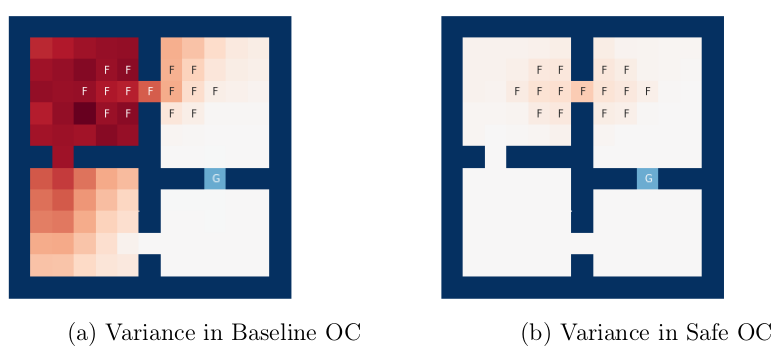 F F F F F F F F
F F F F F F F F F F F F F F
F F F F F F F F
G G
(a) Variance in Baseline OC (b) Variance in Safe OC